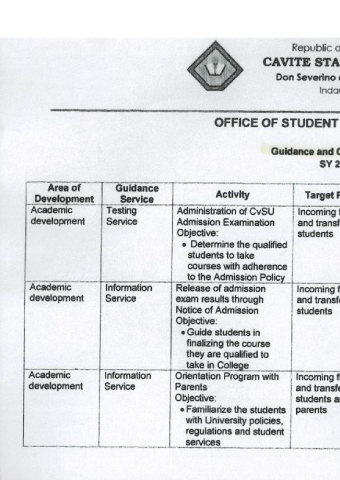 Republic o
CAVITE STA
Don Severino
Inda
OFFICE OF STUDENT
Guidance and
SY 2
Area of Development
Guidance Service
Activity
Target
Academic development
Testing Service
Administration of CvSU
Admission Examination
Objective:
• Determine the qualified
students to take
courses with adherence
to the Admission Policy
Incoming
and transf
students
Academic development
Information Service
Release of admission
exam results through
Notice of Admission
Objective:
• Guide students in
finalizing the course
they are qualified to
take in College
Incoming
and transf
students
Academic development
Information Service
Orientation Program with
Parents
Objective:
• Familiarize the students
with University policies,
regulations and student
services
Incoming
and transfe
students a
parents